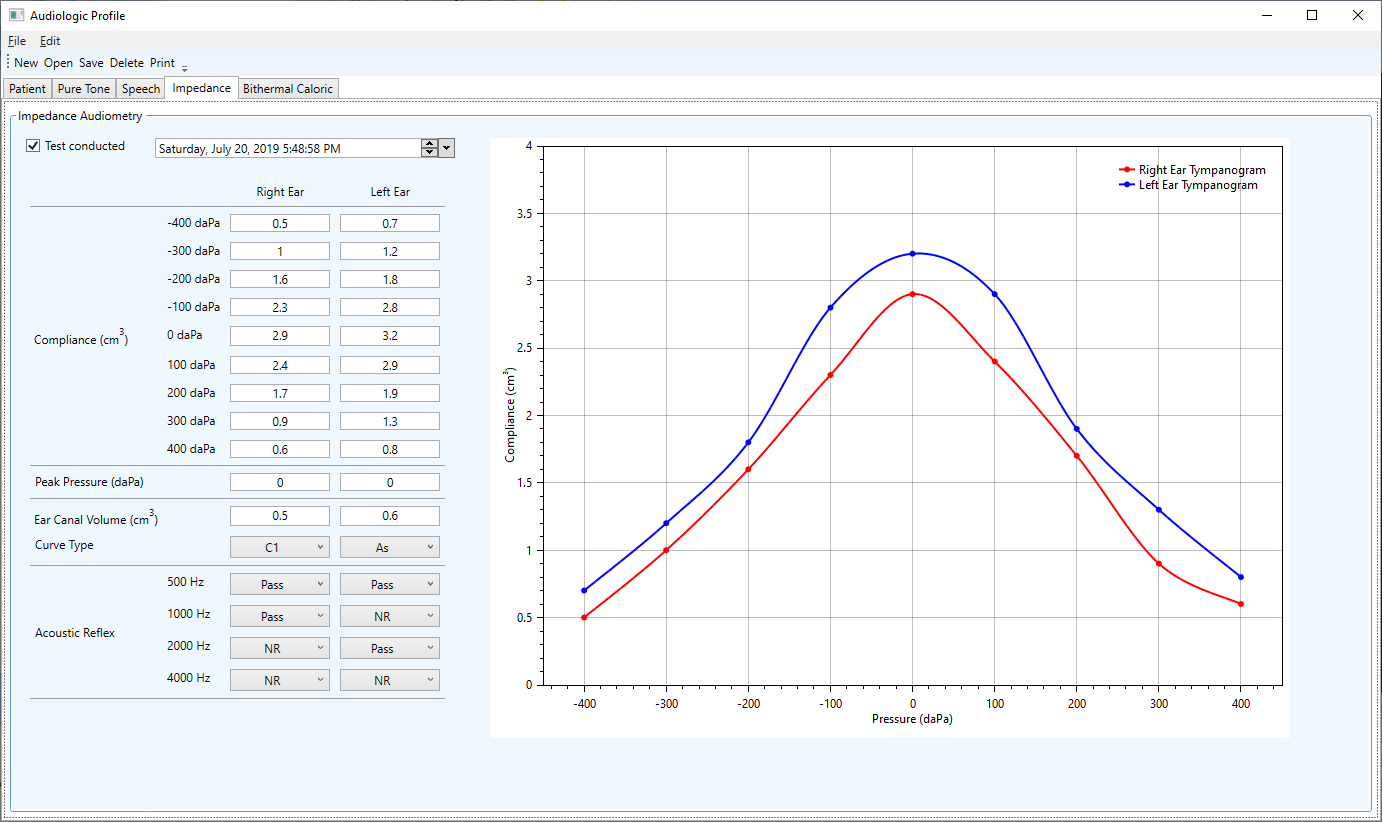 Audiologic Profile
File Edit
New Open Save Delete Print
Patient Pure Tone Speech Impedance Bithermal Caloric
Impedance Audiometry
Test conducted Saturday, July 20, 2019 5:48:58 PM
Right Ear Left Ear
-400 daPa 0.5 0.7
-300 daPa 1 1.2
-200 daPa 1.6 1.8
-100 daPa 2.3 2.8
Compliance (cm³) 0 daPa 2.9 3.2
100 daPa 2.4 2.9
200 daPa 1.7 1.9
300 daPa 0.9 1.3
400 daPa 0.6 0.8
Peak Pressure (daPa) 0 0
Ear Canal Volume (cm³) 0.5 0.6
Curve Type C1 As
500 Hz Pass Pass
1000 Hz Pass NR
Acoustic Reflex
2000 Hz NR Pass
4000 Hz NR NR
Right Ear Tympanogram
Left Ear Tympanogram
Compliance (cm³)
4
3.5
3
2.5
2
1.5
1
0.5
0
-400 -300 -200 -100 0 100 200 300 400
Pressure (daPa)